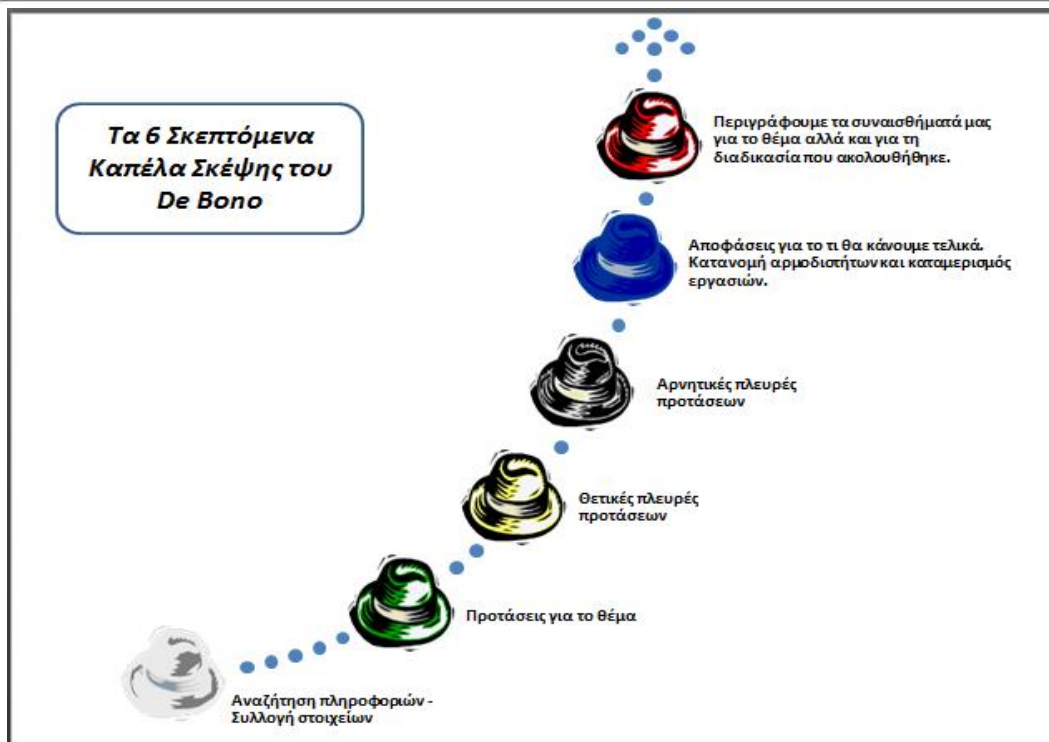 Τα 6 Σκεπτόμενα
Καπέλα Σκέψης του
De Bono
Περιγράφουμε τα συναισθήματά μας
για το θέμα αλλά και για τη
διαδικασία που ακολουθήθηκε.
Αποφάσεις για το τι θα κάνουμε τελικά.
Κατανομή αρμοδιστήτων και καταμερισμός
εργασιών.
Αρνητικές πλευρές
προτάσεων
Θετικές πλευρές
προτάσεων
Προτάσεις για το θέμα
Αναζήτηση πληροφοριών -
Συλλογή στοιχείων